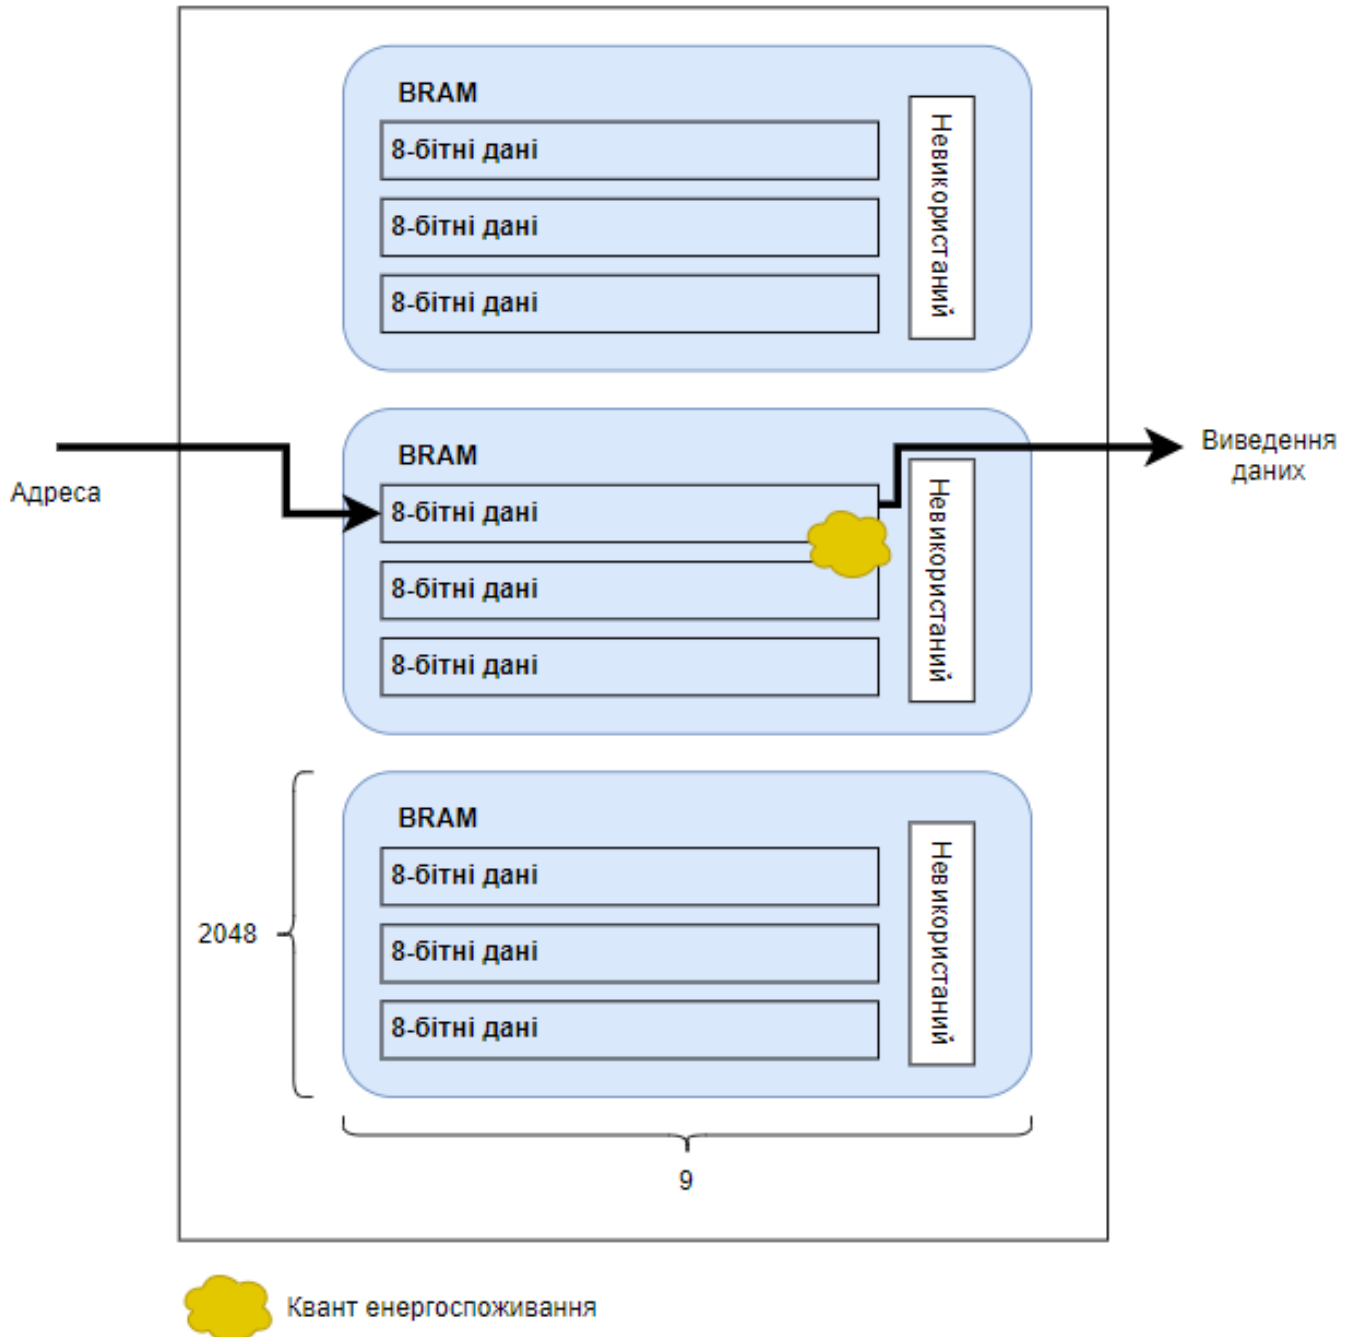 BRAM
8-бітні дані
8-бітні дані
8-бітні дані
Невикористаний
Адреса
BRAM
8-бітні дані
8-бітні дані
8-бітні дані
Невикористаний
Виведення
даних
BRAM
8-бітні дані
8-бітні дані
8-бітні дані
Невикористаний
2048
9
Квант енергоспоживання